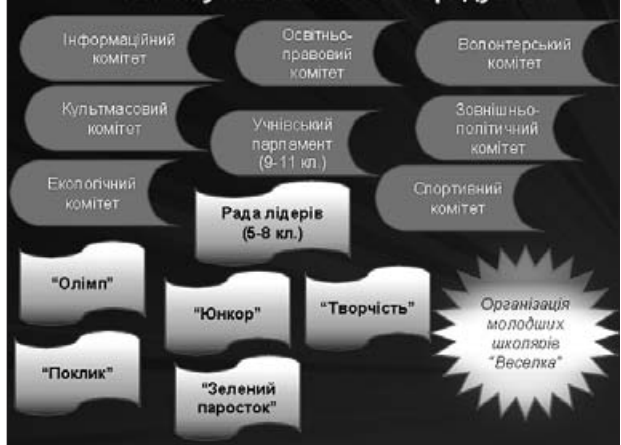 Інформаційний
комітет
Освітньо-
правовий
комітет
Волонтерський
комітет
Культмасовий
комітет
Учнівський
парламент
(9-11 кл.)
Зовнішньо-
політичний
комітет
Екологічний
комітет
Рада лідерів
(5-8 кл.)
Спортивний
комітет
"Олімп"
"Юнкор"
"Творчість"
Організація
молодших
школярів
"Веселка"
"Поклик"
"Зелений
паросток"